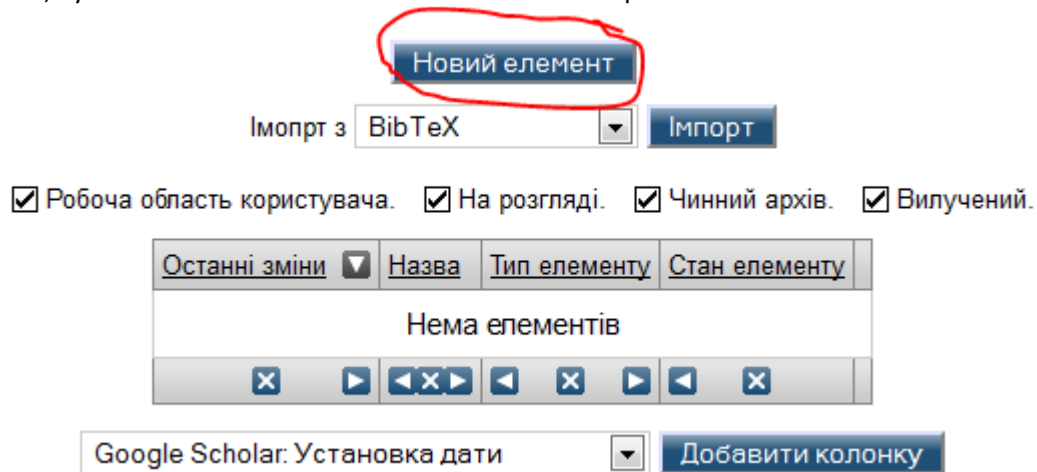 Новий елемент
Імопрт з BibTeX Імпорт
Робоча область користувача. На розгляді. Чинний архів. Вилучений.
Останні зміни Назва Тип елементу Стан елементу
Нема елементів
Google Scholar: Установка дати Добавити колонку